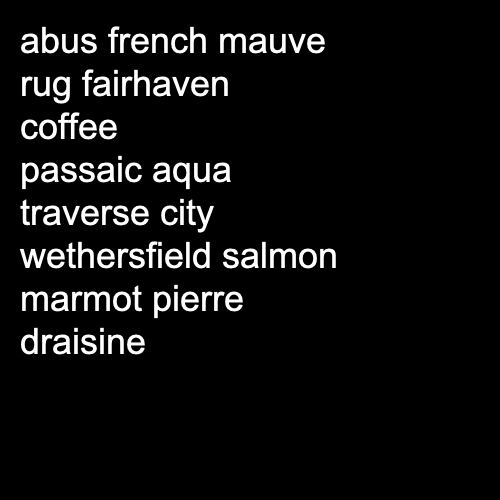 abus french mauve
rug fairhaven
coffee
passaic aqua
traverse city
wethersfield salmon
marmot pierre
draisine